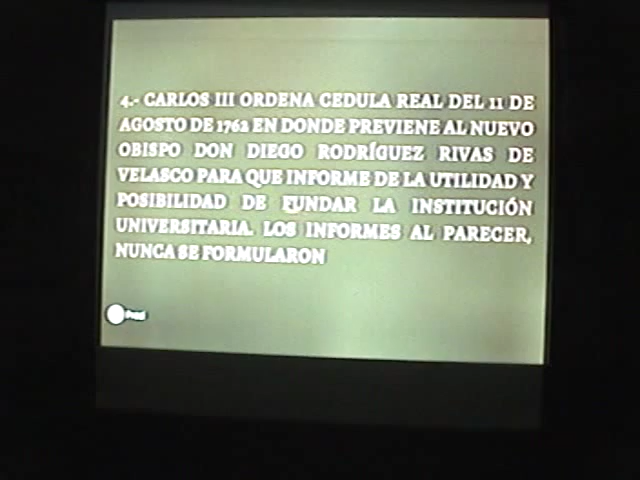 4.- CARLOS III ORDENA CEDULA REAL DEL 11 DE
AGOSTO DE 1762 EN DONDE PREVIENE AL NUEVO
OBISPO DON DIEGO RODRÍGUEZ RIVAS DE
VELASCO PARA QUE INFORME DE LA UTILIDAD Y
POSIBILIDAD DE FUNDAR LA INSTITUCIÓN
UNIVERSITARIA. LOS INFORMES AL PARECER,
NUNCA SE FORMULARON